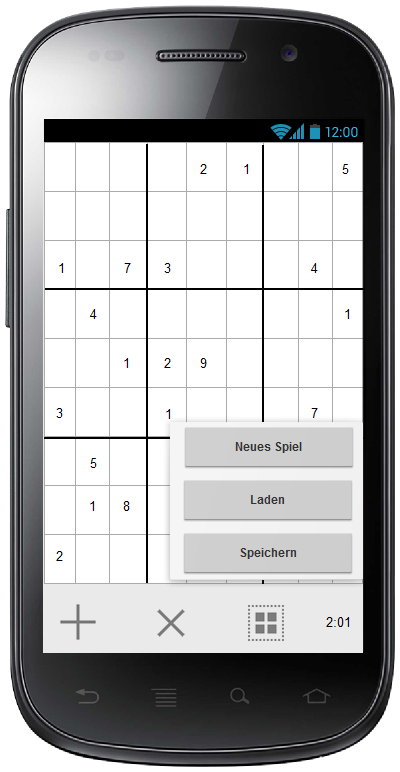 12:00
2 1 5
1 7 3 4
4 1
1 2 9
3 1 7
5
Neues Spiel
1 8
Laden
2
Speichern
2:01